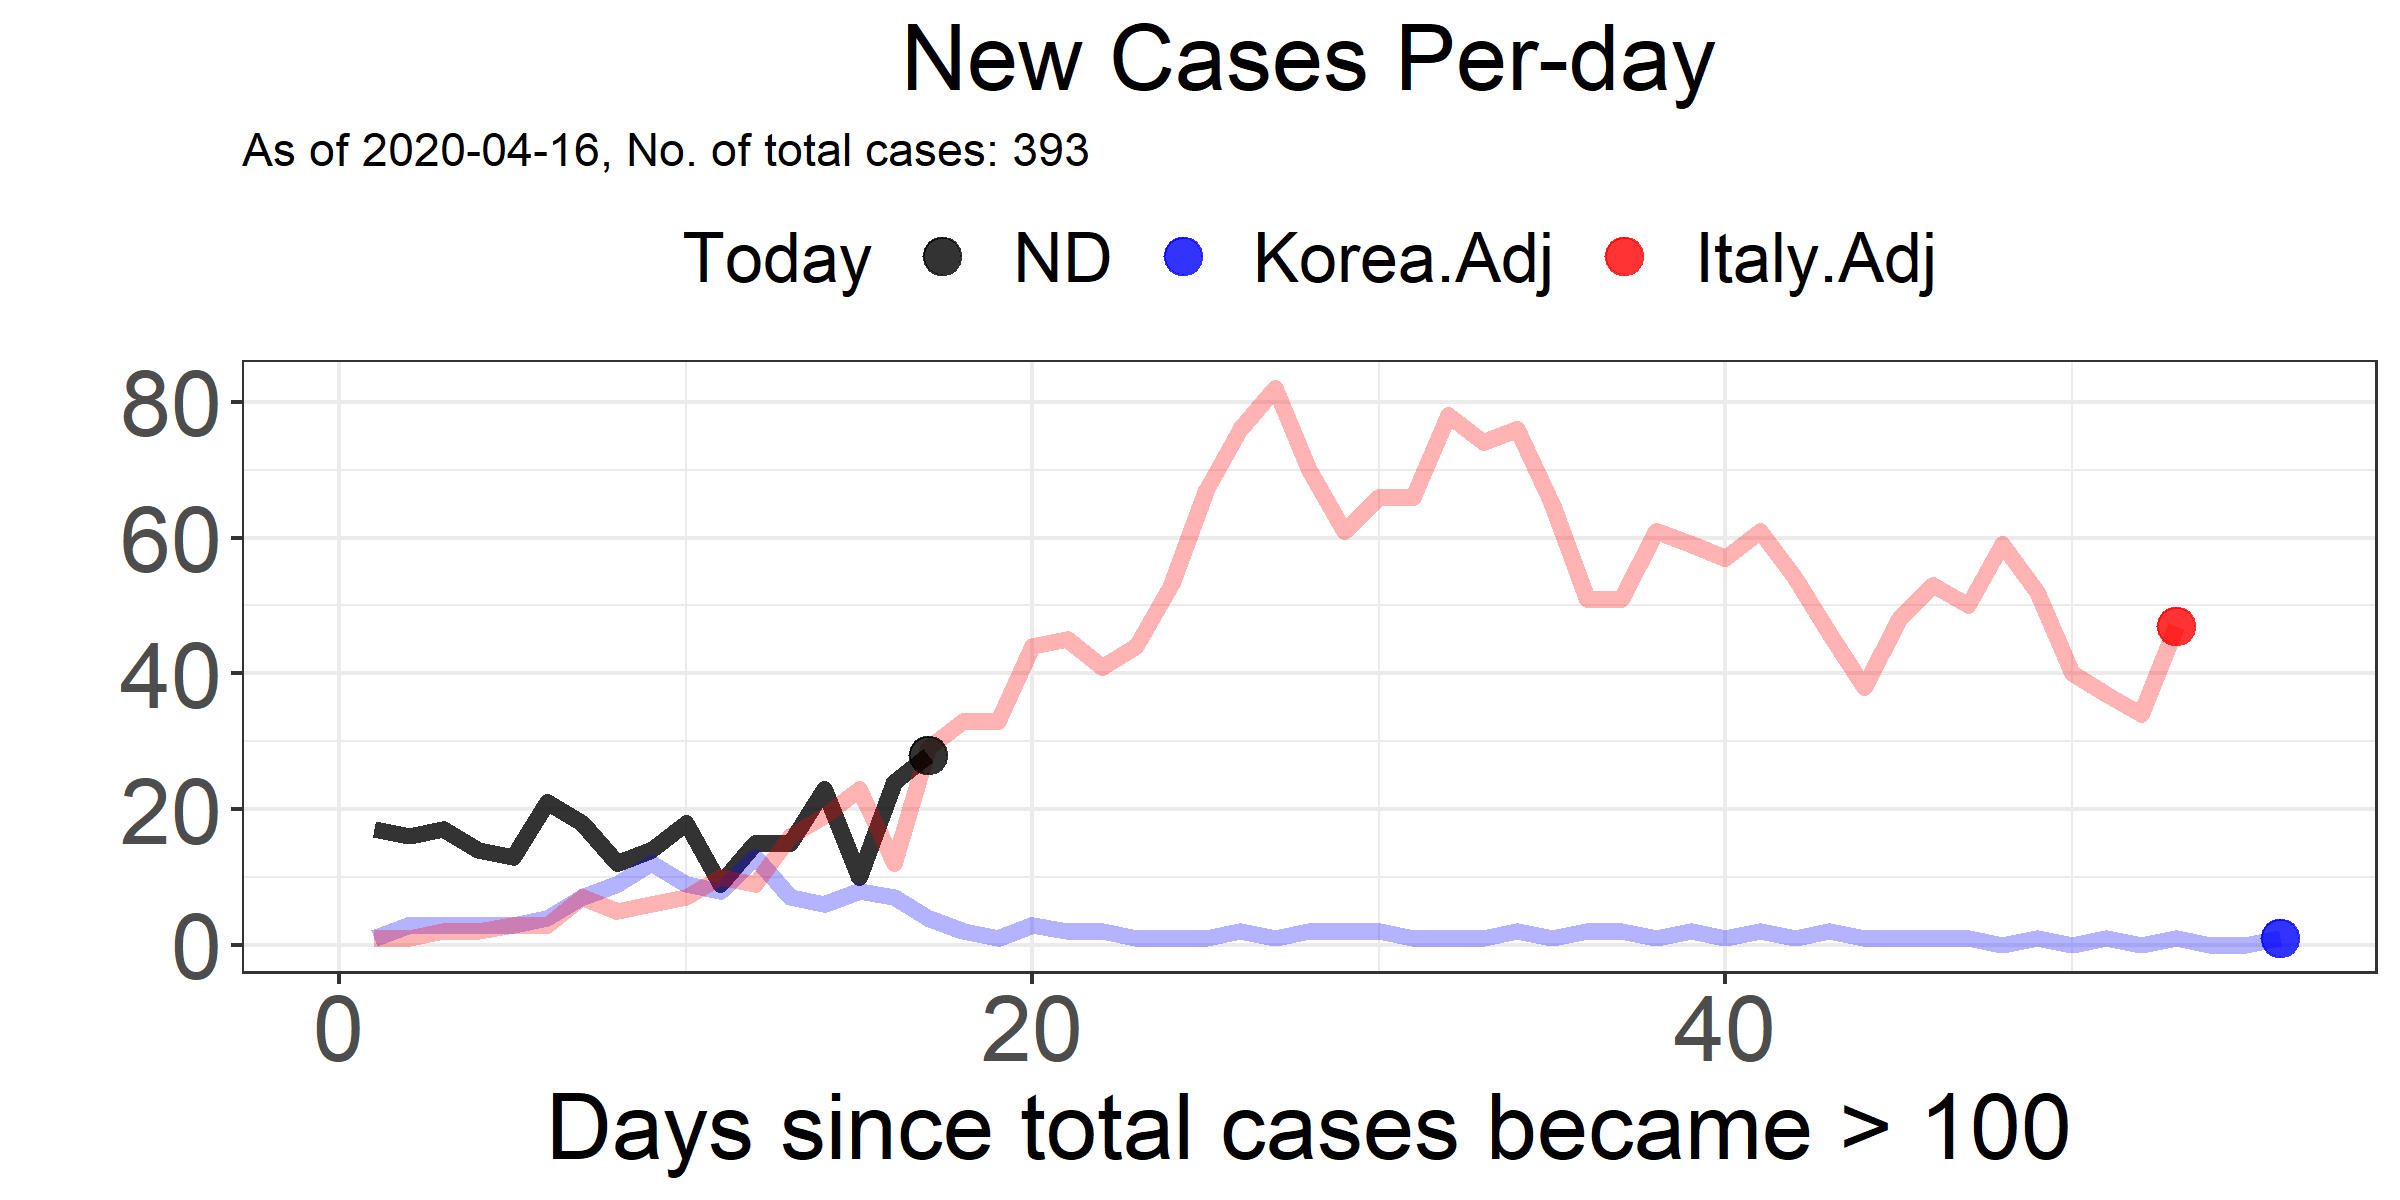 New Cases Per-day
As of 2020-04-16, No. of total cases: 393
Today ND Korea.Adj Italy.Adj
80
60
40
20
0
0 20 40
Days since total cases became > 100